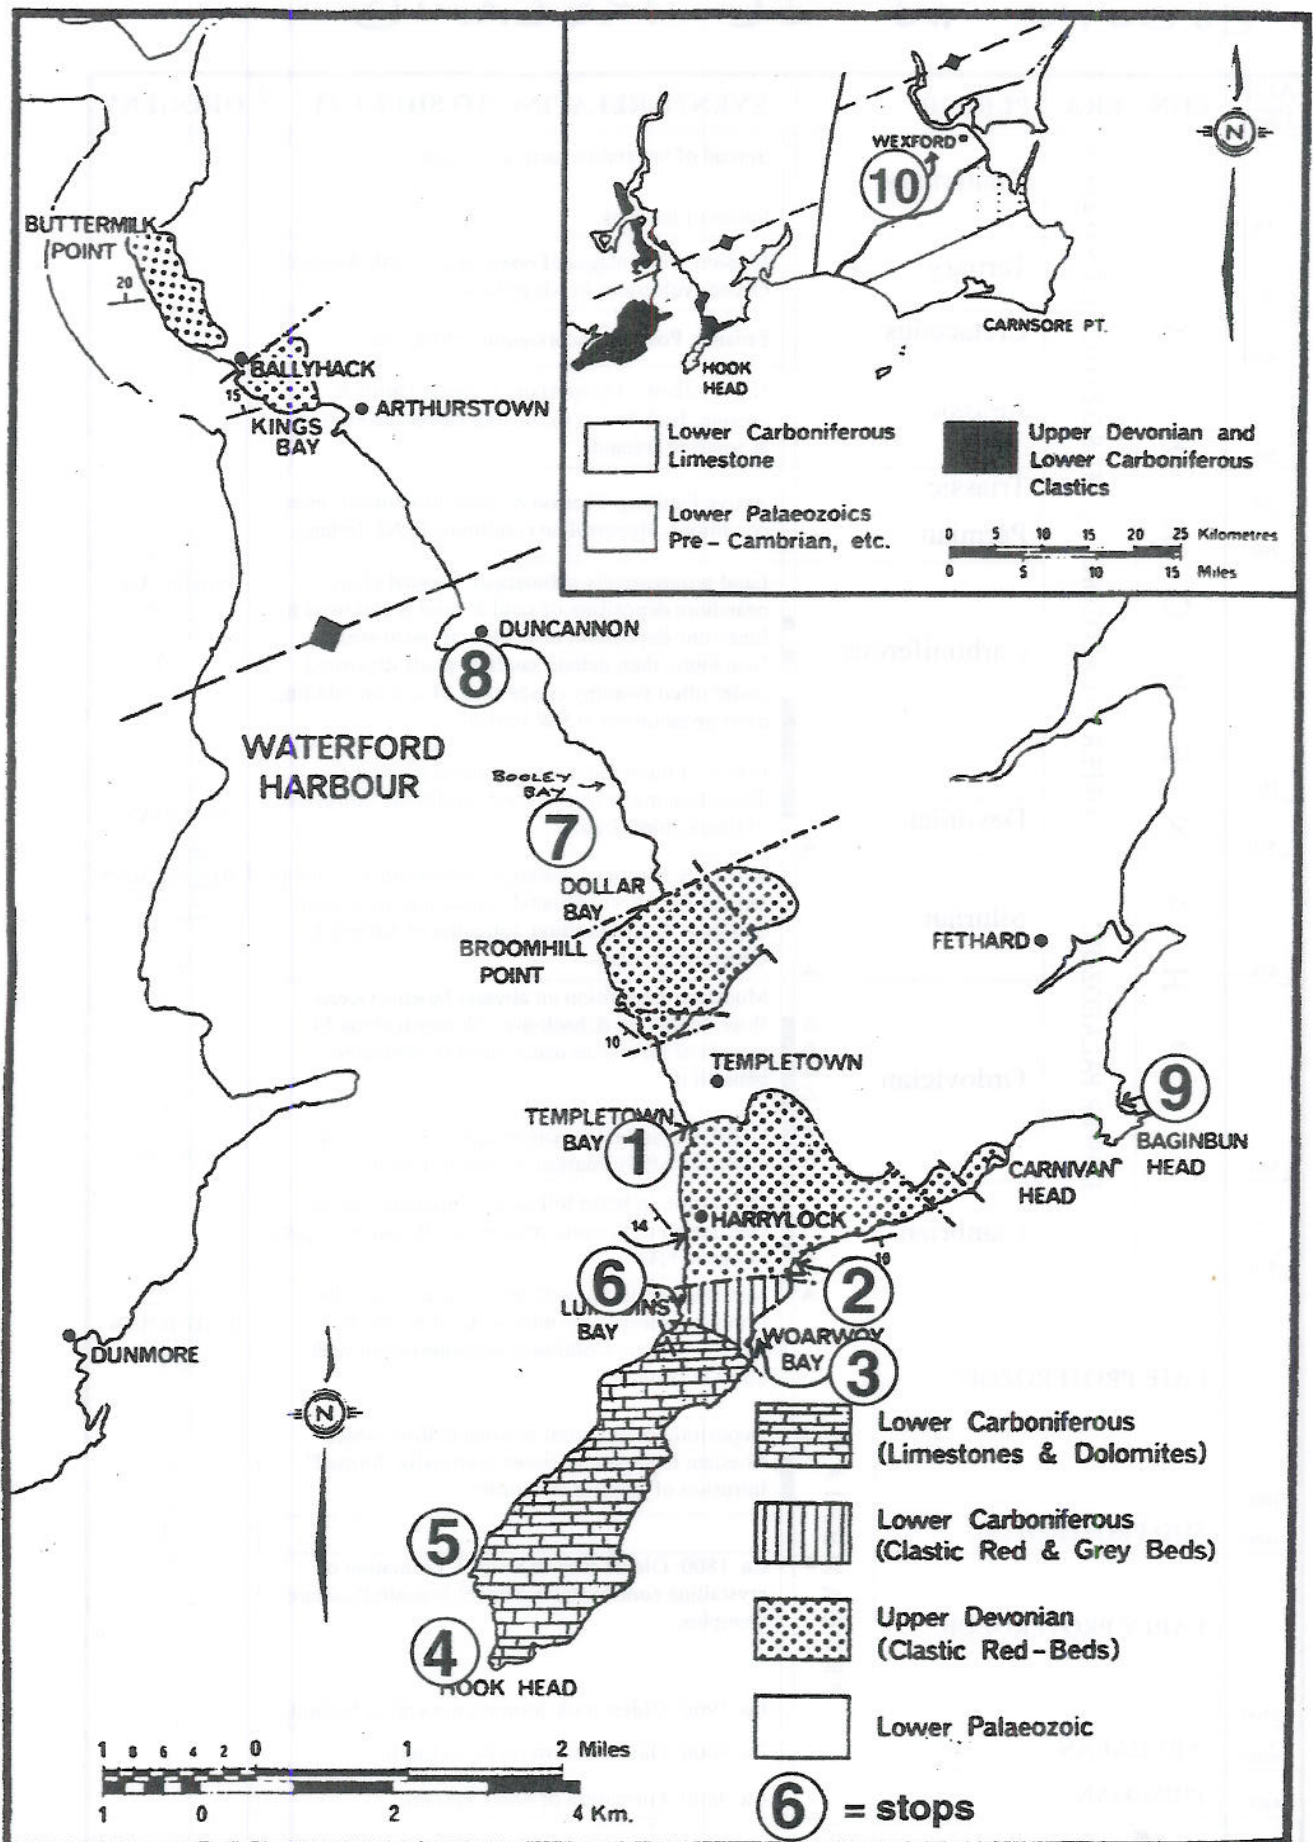 BUTTERMILK
POINT
20
BALLYHACK
15
KINGS
BAY
ARTHURSTOWN
WEXFORD
10
N
CARNSORE PT.
HOOK
HEAD
Lower Carboniferous
Limestone
Upper Devonian and
Lower Carboniferous
Clastics
Lower Palaeozoics
Pre-Cambrian, etc.
0 5 10 15 20 25 Kilometres
0 5 10 15 Miles
DUNCANNON
8
WATERFORD
HARBOUR
BOOLEY
BAY
7
DOLLAR
BAY
BROOMHILL
POINT
FETHARD
10
TEMPLETOWN
TEMPLETOWN
BAY
1
9
BAGINBUN
HEAD
CARNIVAN
HEAD
14
HARRYLOCK
10
6
2
BAY
WOARWOY
BAY
3
DUNMORE
N
Lower Carboniferous
(Limestones & Dolomites)
5
Lower Carboniferous
(Clastic Red & Grey Beds)
Upper Devonian
(Clastic Red-Beds)
4
HOOK HEAD
Lower Palaeozoic
1 8 6 4 2 0 1 2 Miles
1 0 2 4 Km.
6 = stops